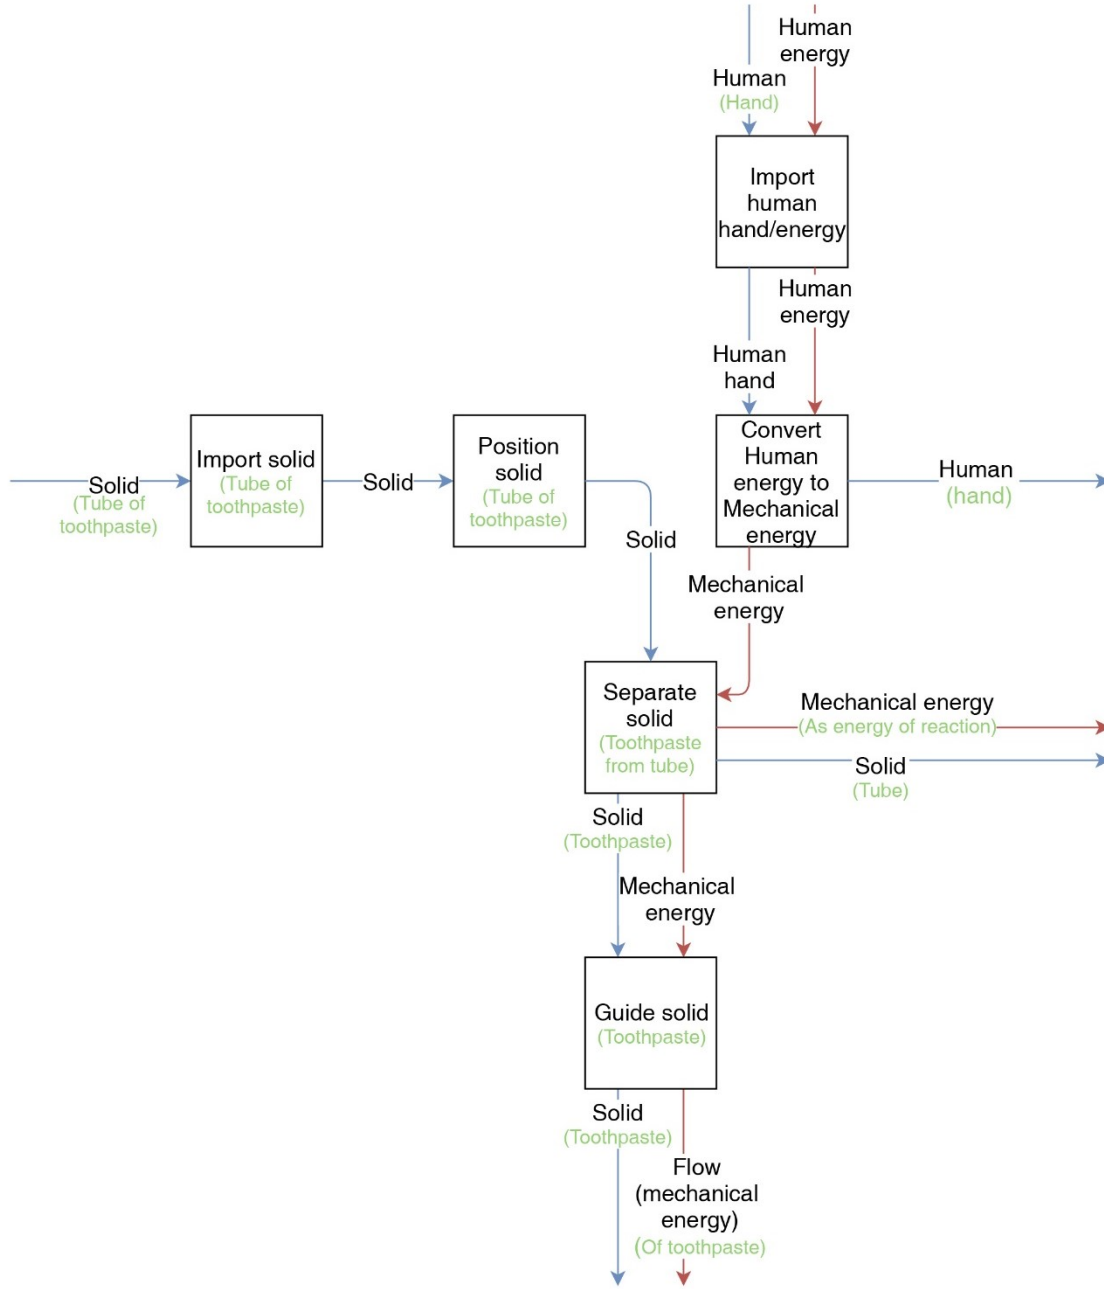 Human
energy
Human
(Hand)
Import
human
hand/energy
Human
energy
Human
hand
Solid
(Tube of
toothpaste)
Import solid
(Tube of
toothpaste)
Solid
Position
solid
(Tube of
toothpaste)
Solid
Convert
Human
energy to
Mechanical
energy
Human
(hand)
Mechanical
energy
Separate
solid
(Toothpaste
from tube)
Mechanical energy
(As energy of reaction)
Solid
(Tube)
Solid
(Toothpaste)
Mechanical
energy
Guide solid
(Toothpaste)
Solid
(Toothpaste)
Flow
(mechanical
energy)
(Of toothpaste)